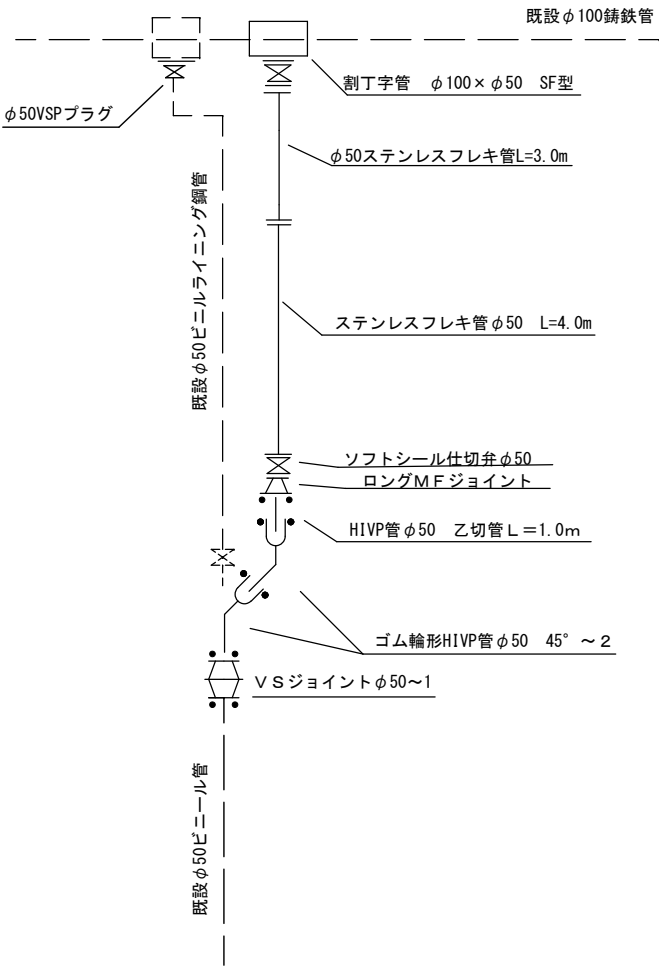 既設φ100鋳鉄管
割丁字管　φ100×φ50　SF型
φ50VSPプラグ
φ50ステンレスフレキ管L=3.0m
既設φ50ビニルライニング鋼管
ステンレスフレキ管φ50　L=4.0m
ソフトシール仕切弁φ50
ロングＭＦジョイント
HIVP管φ50　乙切管Ｌ＝1.0ｍ
ゴム輪形HIVP管φ50　45°～２
ＶＳジョイントφ50～1
既設φ50ビニール管